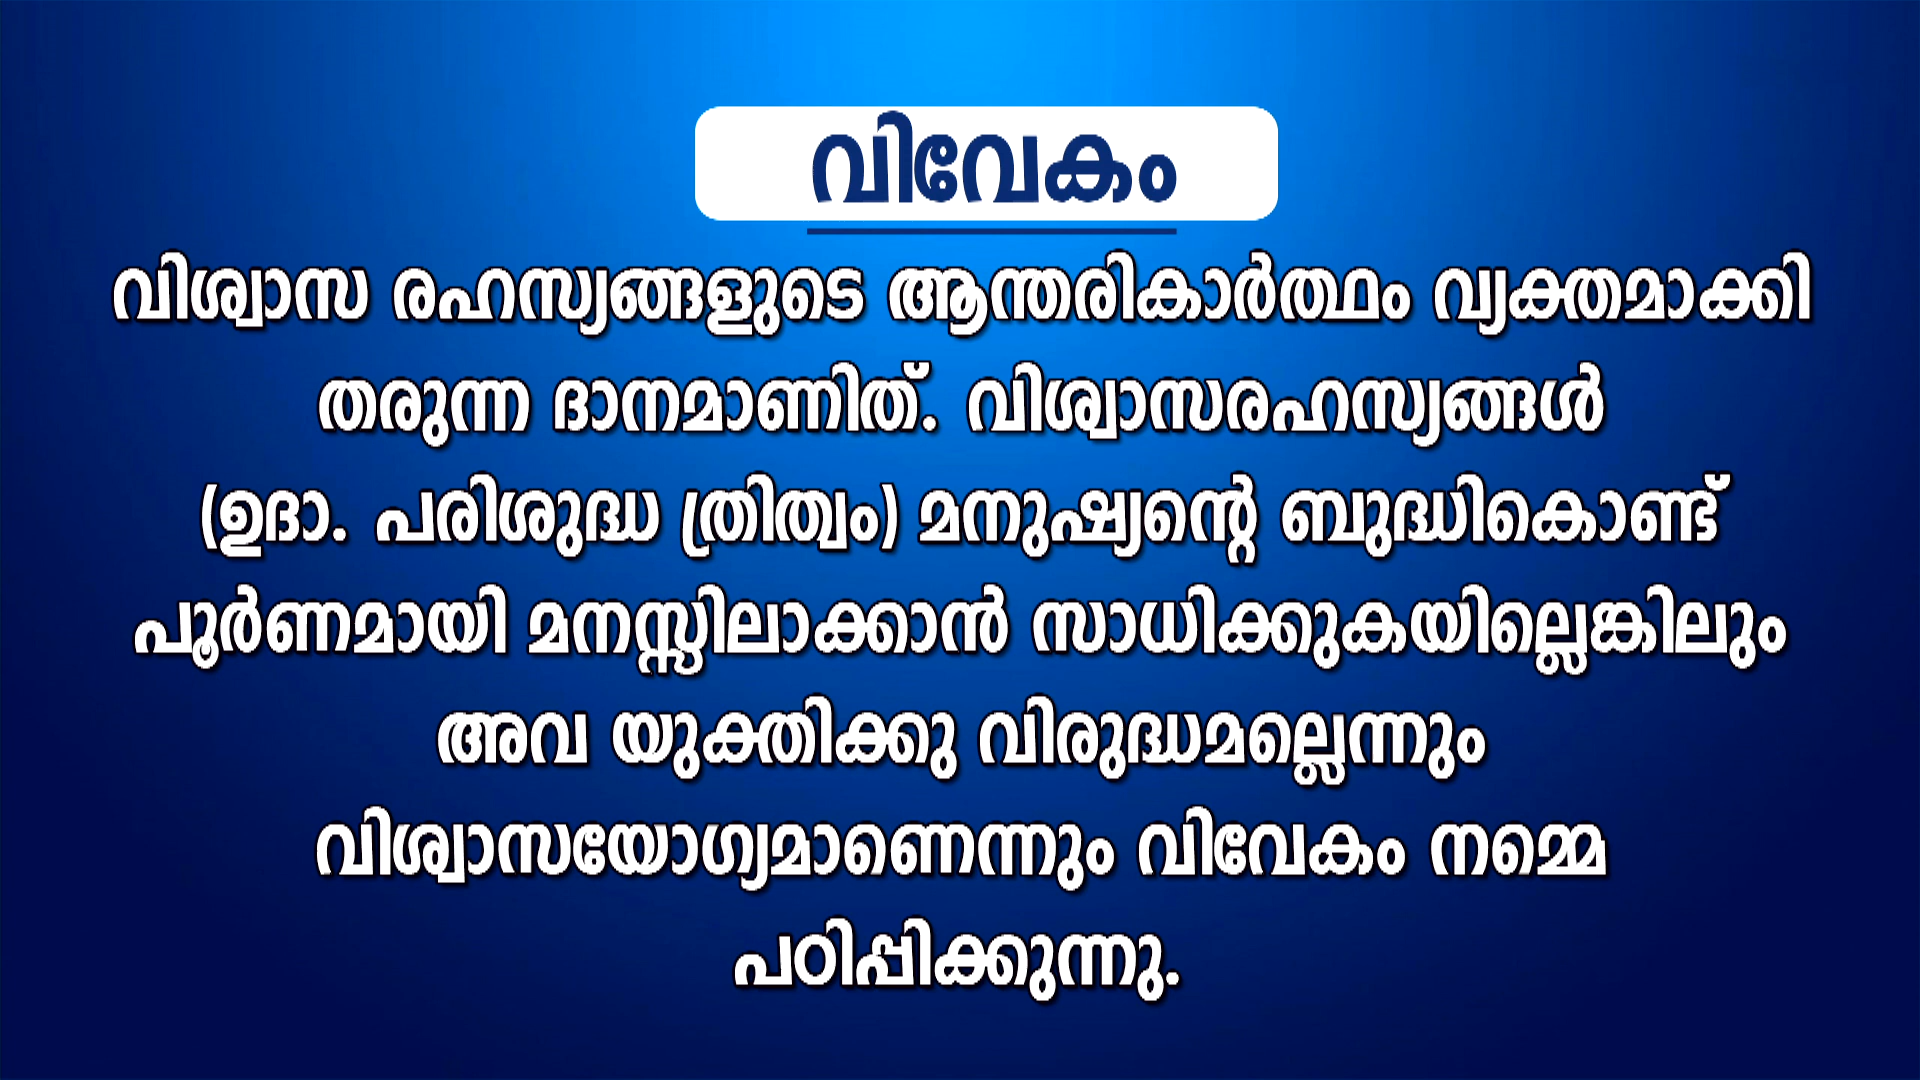 വിവേകം
വിശ്വാസ രഹസ്യങ്ങളുടെ ആന്തരികാർത്ഥം വ്യക്തമാക്കി
തരുന്ന ദാനമാണിത്. വിശ്വാസരഹസ്യങ്ങൾ
(ഉദാ. പരിശുദ്ധ ത്രിത്വം) മനുഷ്യന്റെ ബുദ്ധികൊണ്ട്
പൂർണമായി മനസ്സിലാക്കാൻ സാധിക്കുകയില്ലെങ്കിലും
അവ യുക്തിക്കു വിരുദ്ധമല്ലെന്നും
വിശ്വാസയോഗ്യമാണെന്നും വിവേകം നമ്മെ
പഠിപ്പിക്കുന്നു.